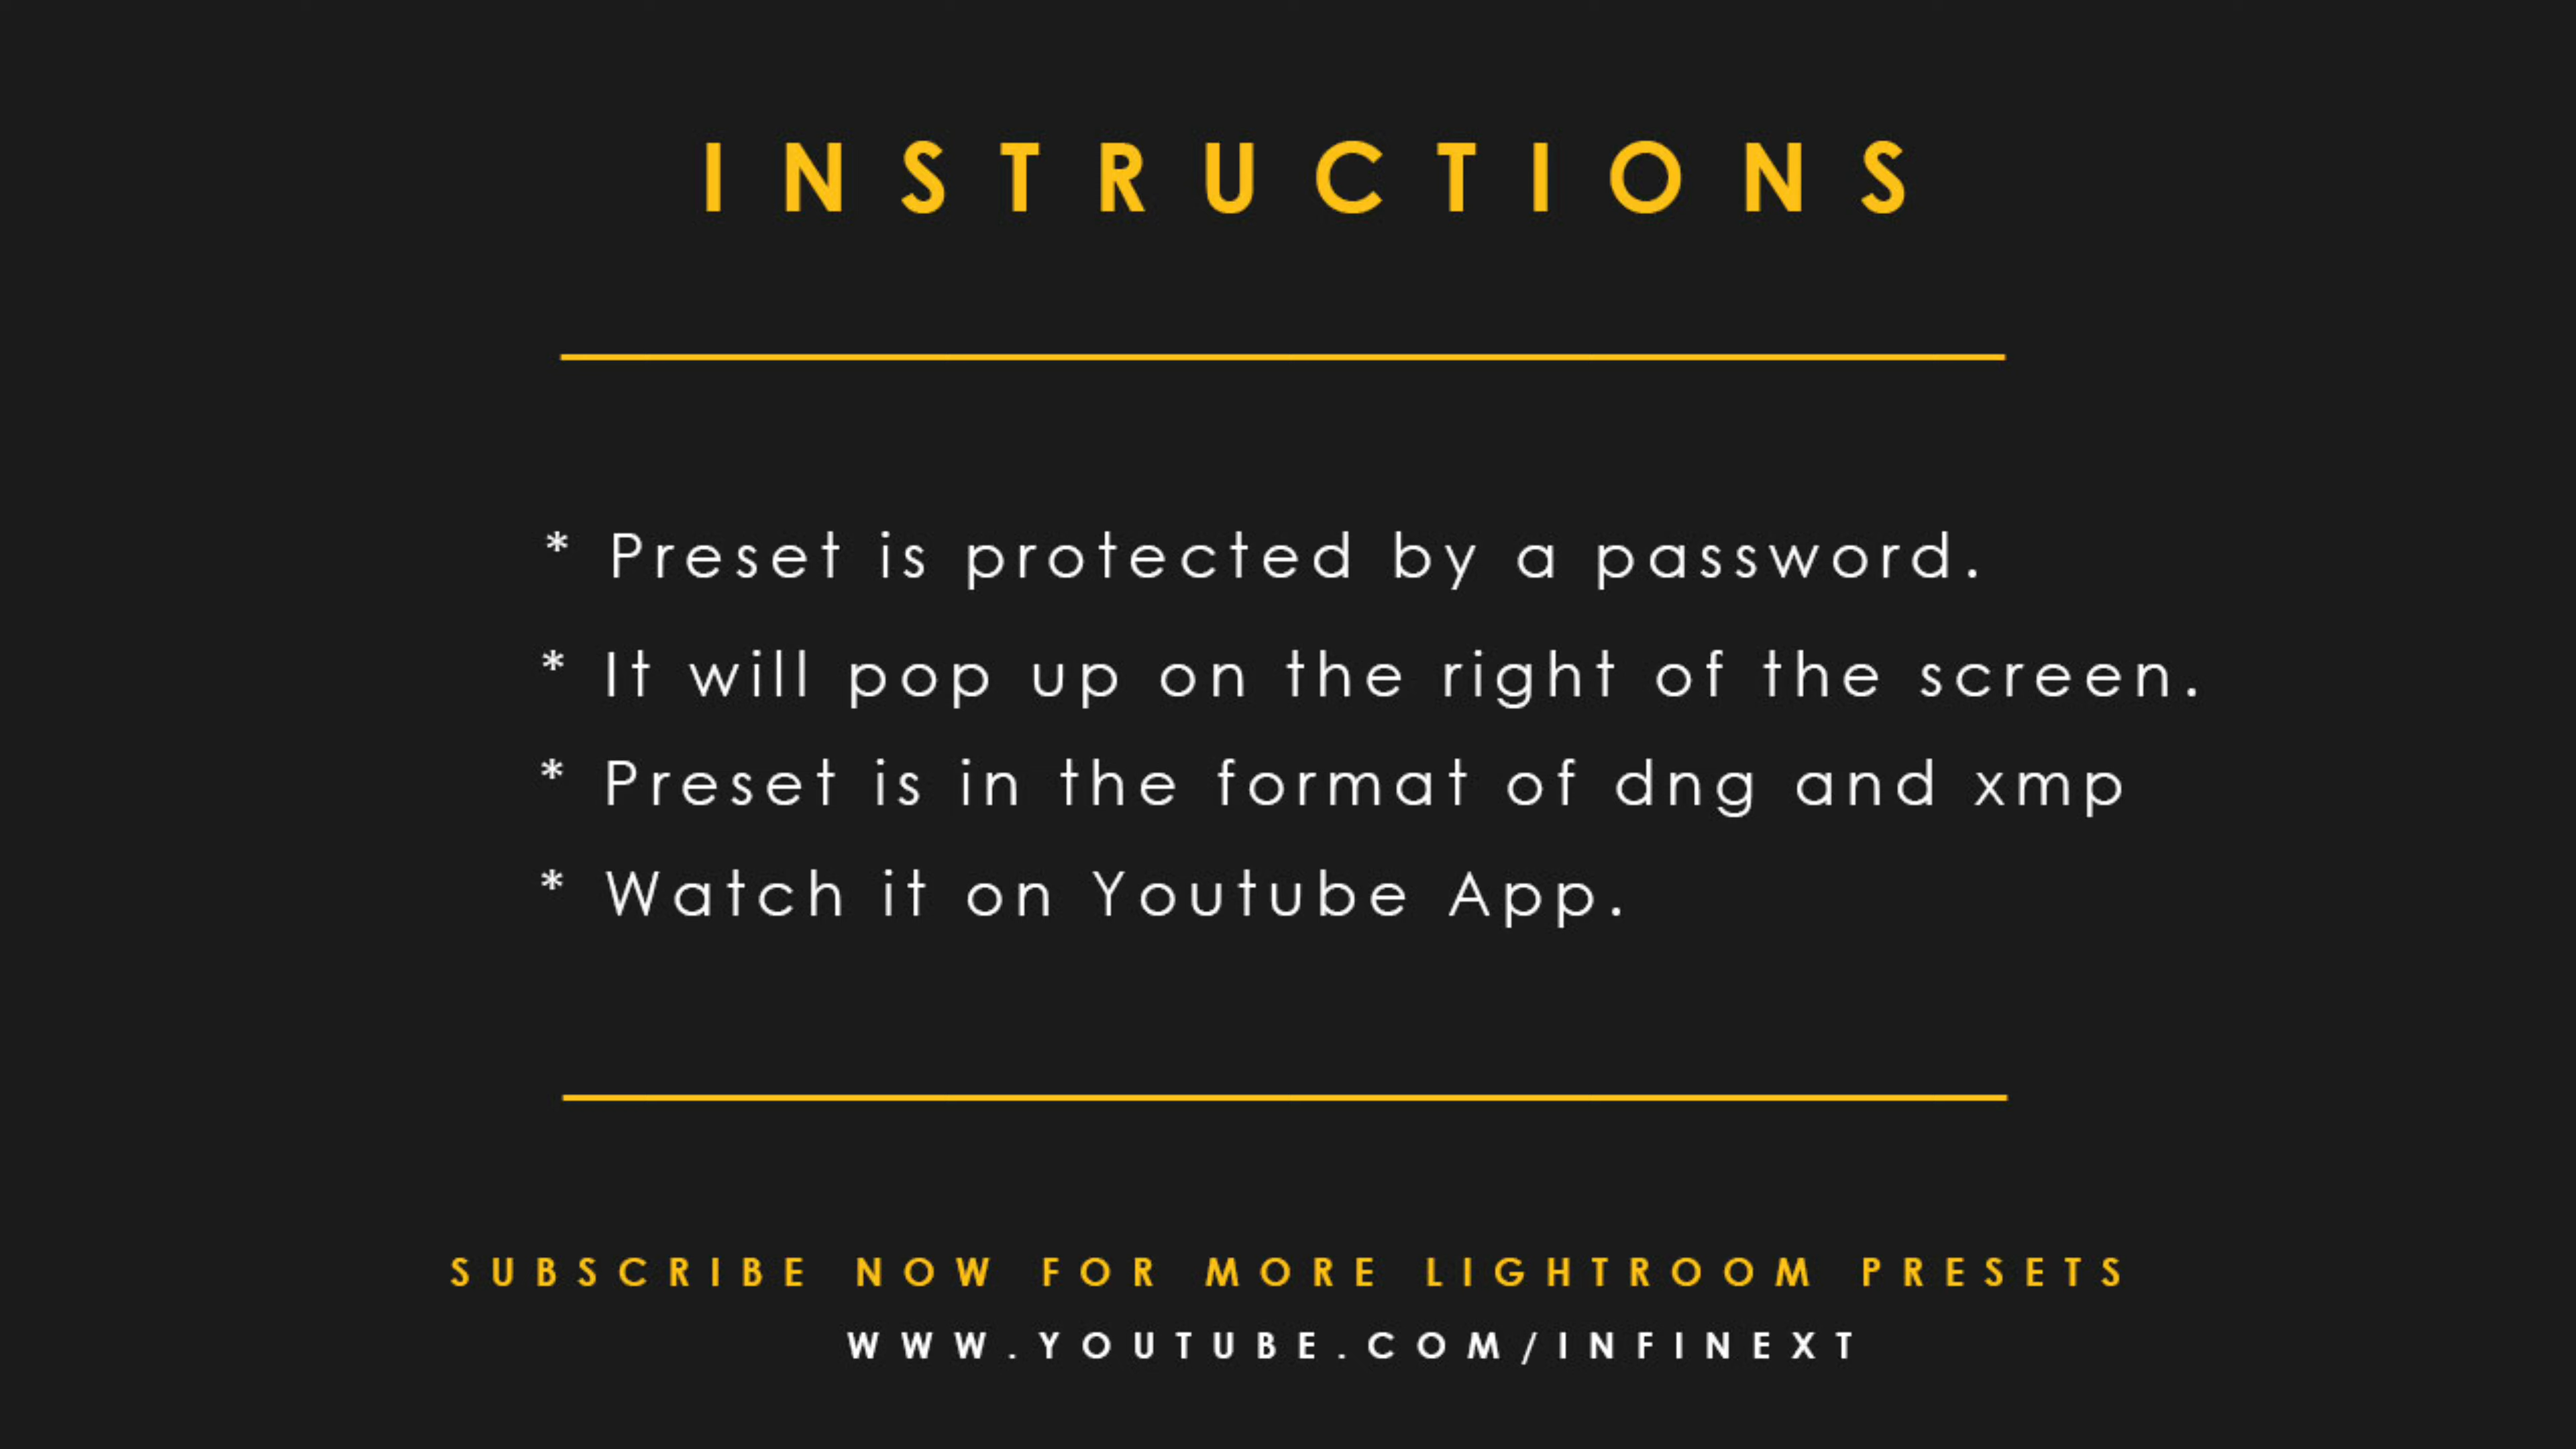 INSTRUCTIONS
* Preset is protected by a password.
* It will pop up on the right of the screen.
* Preset is in the format of dng and xmp
* Watch it on Youtube App.
SUBSCRIBE NOW FOR MORE LIGHTROOM PRESETS
WWW.YOUTUBE.COM/INFINEXT